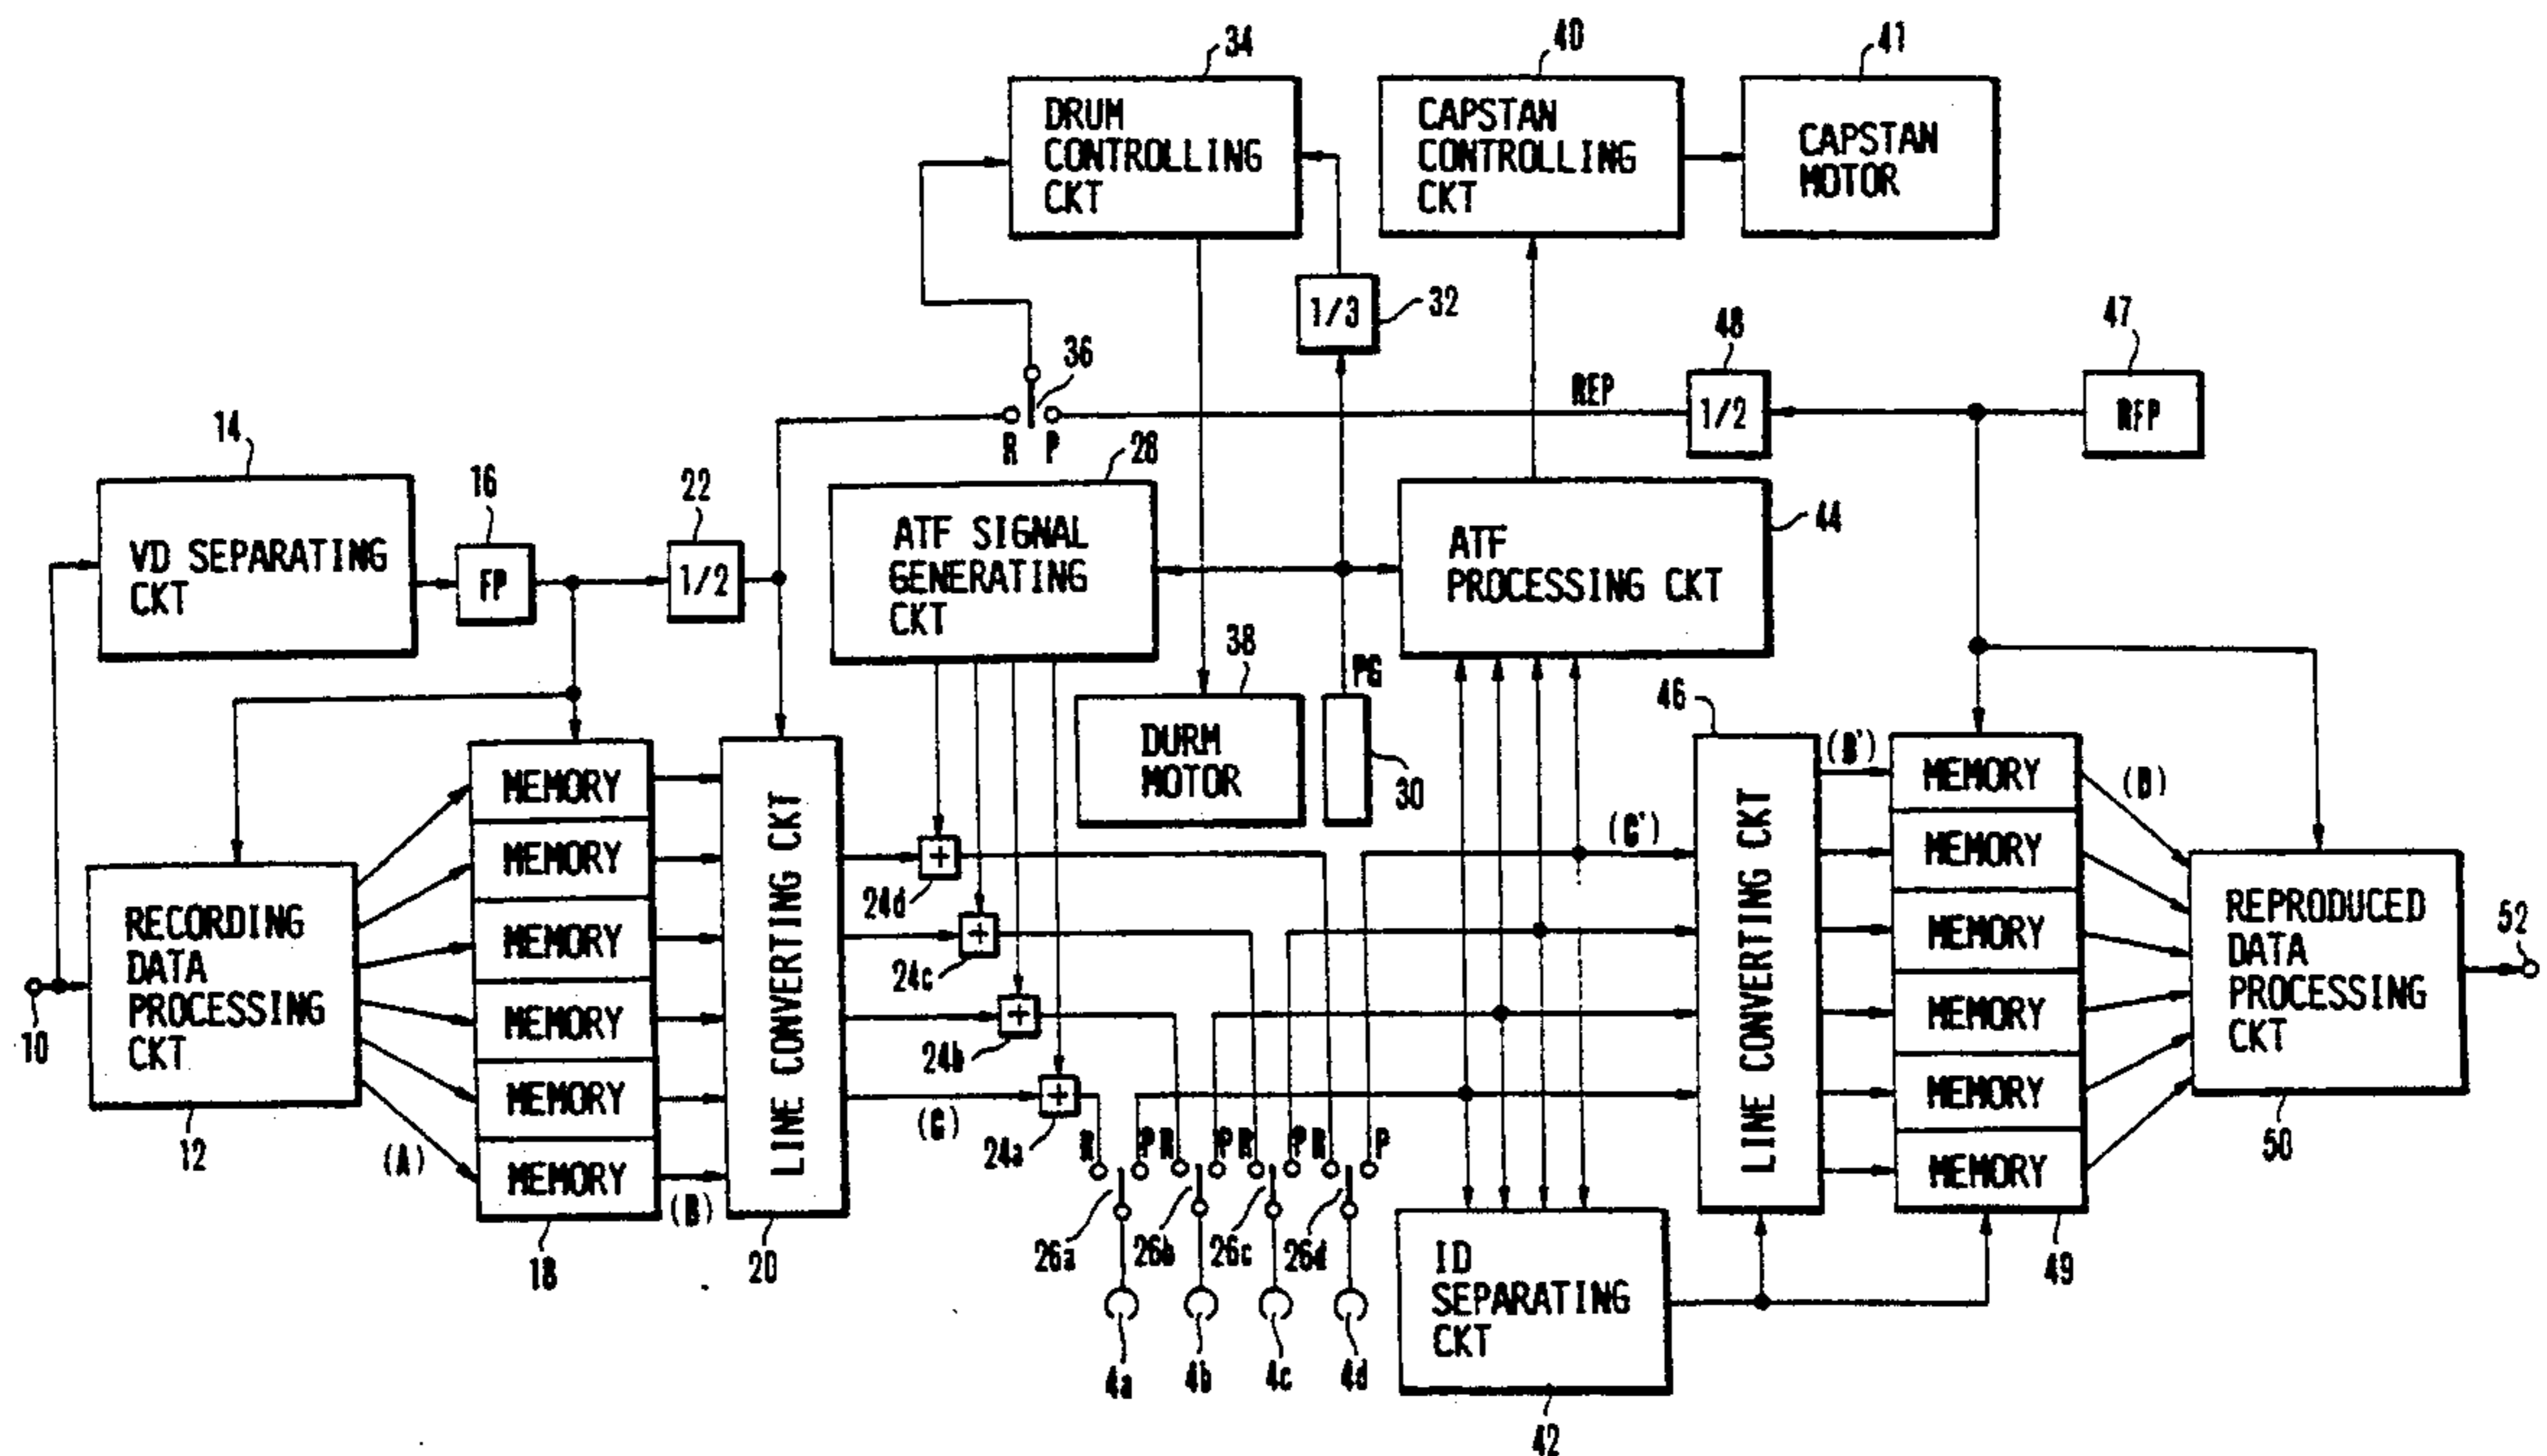 34
40
41
DRUM
CONTROLLING
CKT
CAPSTAN
CONTROLLING
CKT
CAPSTAN
MOTOR
1/3
32
36
48
47
REP
1/2
RFP
R P
14
16
22
28
44
VD SEPARATING
CKT
FP
1/2
ATF SIGNAL
GENERATING
CKT
ATF
PROCESSING CKT
38
PG
46
DURM
MOTOR
30
MEMORY
MEMORY
MEMORY
MEMORY
MEMORY
MEMORY
LINE CONVERTING CKT
24d
24c
24b
24a
(C)
(C')
LINE CONVERTING CKT
(B')
MEMORY
MEMORY
MEMORY
MEMORY
MEMORY
MEMORY
(D)
RECORDING
DATA
PROCESSING
CKT
10
12
(A)
(B)
18
20
R P R P R P R P
26a
26b
26c
26d
4a
4b
4c
4d
ID
SEPARATING
CKT
42
49
REPRODUCED
DATA
PROCESSING
CKT
50
52